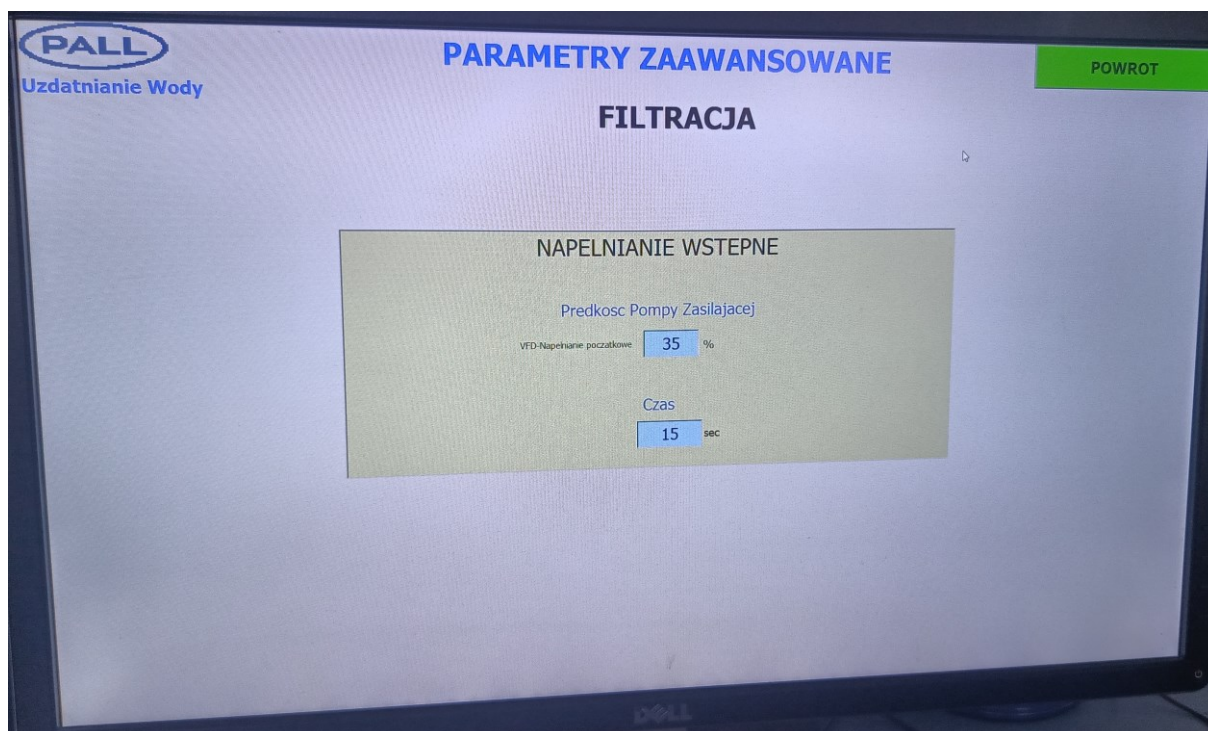 PALL
Uzdatnianie Wody
PARAMETRY ZAAWANSOWANE
POWROT
FILTRACJA
NAPELNIANIE WSTEPNE
Predkosc Pompy Zasilajacej
VFD-Napelnianie poczatkowe 35 %
Czas
15 sec
DELL